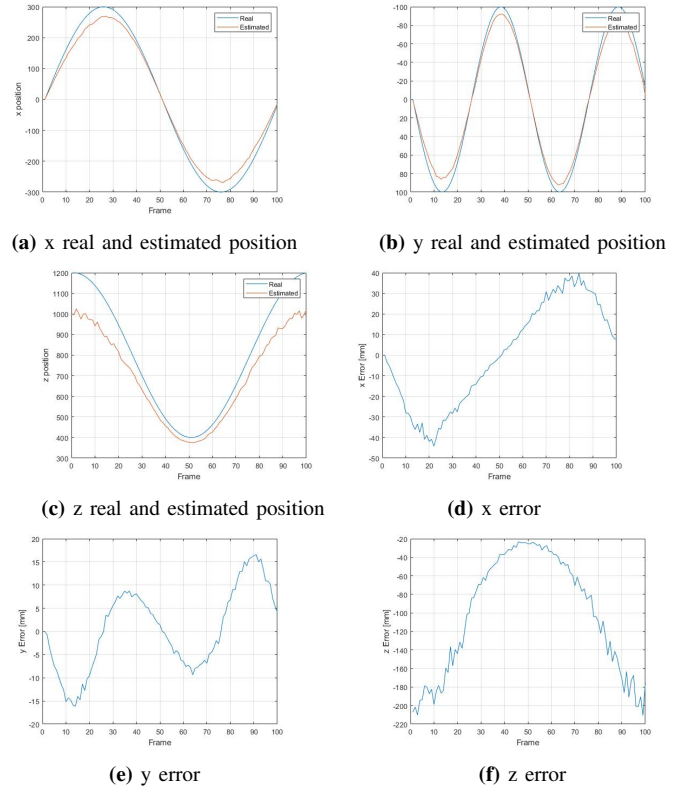 300
200
100
0
-100
-200
-300
x position
0 10 20 30 40 50 60 70 80 90 100
Frame
Real
Estimated
(a) x real and estimated position
-100
-80
-60
-40
-20
0
20
40
60
80
100
0 10 20 30 40 50 60 70 80 90 100
Real
Estimated
(b) y real and estimated position
1200
1100
1000
900
800
700
600
500
400
300
z position
0 10 20 30 40 50 60 70 80 90 100
Frame
Real
Estimated
(c) z real and estimated position
40
30
20
10
0
-10
-20
-30
-40
-50
x Error [mm]
0 10 20 30 40 50 60 70 80 90 100
Frame
(d) x error
20
15
10
5
0
-5
-10
-15
-20
y Error [mm]
0 10 20 30 40 50 60 70 80 90 100
Frame
(e) y error
-20
-40
-60
-80
-100
-120
-140
-160
-180
-200
-220
z Error [mm]
0 10 20 30 40 50 60 70 80 90 100
Frame
(f) z error